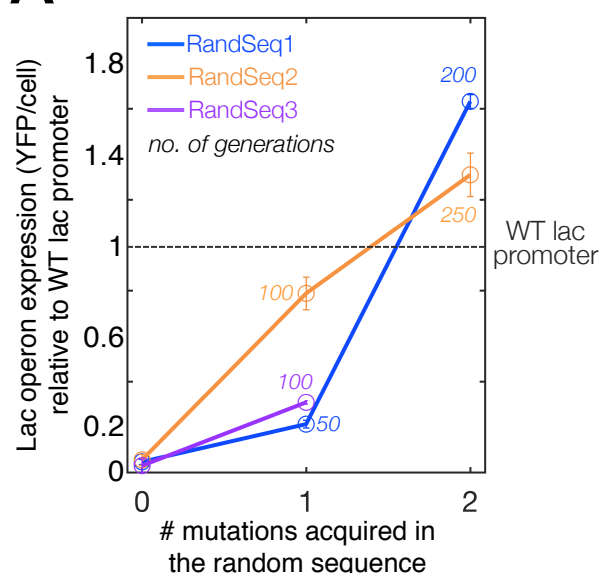 Lac operon expression (YFP/cell)
relative to WT lac promoter
1.8
1.4
1
0.6
0.2
0
RandSeq1
RandSeq2
RandSeq3
no. of generations
200
250
100
100
50
WT lac
promoter
0
1
2
# mutations acquired in
the random sequence